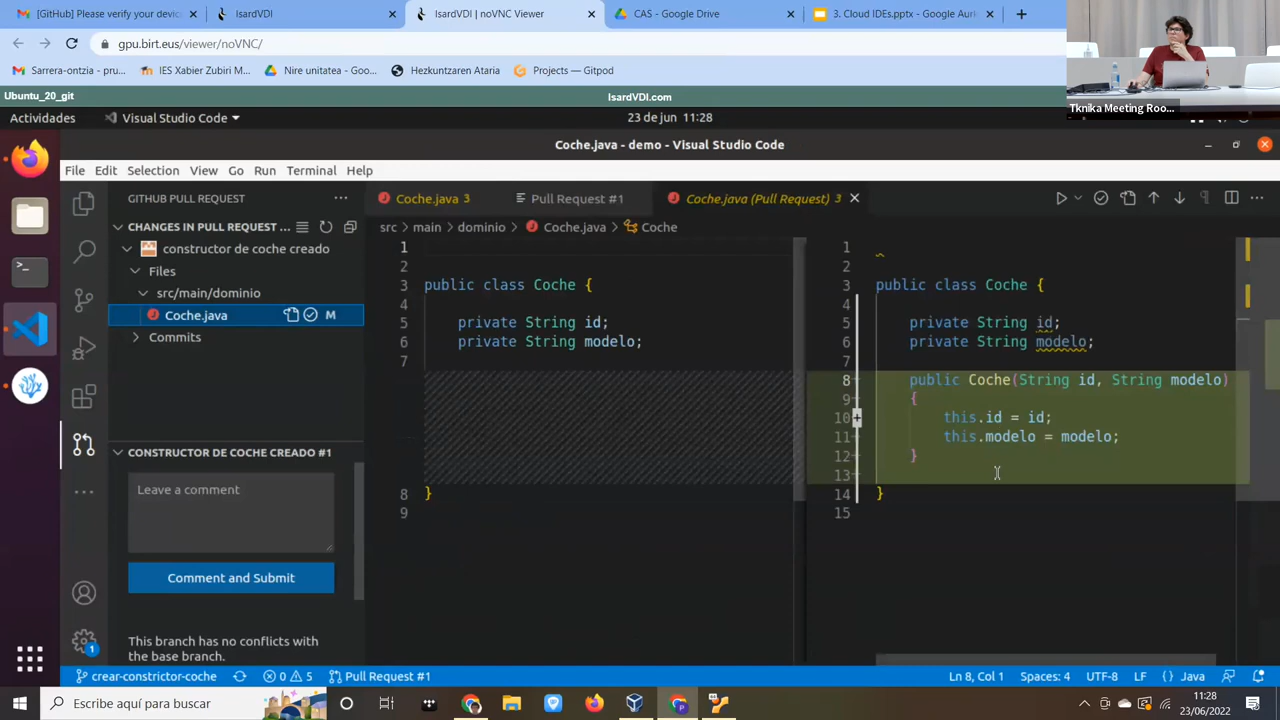 [GitHub] Please verify your devi
IsardVDI
IsardVDI | noVNC Viewer
CAS - Google Drive
3. Cloud IDEs.pptx - Google Aur
gpu.birt.eus/viewer/noVNC/
Sarrera-ontzia - pru...
IES Xabier Zubiri M...
Nire unitatea - Goo...
Hezkuntzaren Ataria
Projects — Gitpod
Tknika Meeting Roo...
Ubuntu_20_git
IsardVDI.com
Actividades
Visual Studio Code
23 de jun 11:28
Coche.java - demo - Visual Studio Code
File Edit Selection View Go Run Terminal Help
GITHUB PULL REQUEST
Coche.java 3
Pull Request #1
Coche.java (Pull Request) 3
CHANGES IN PULL REQUEST ...
src > main > dominio > Coche.java > Coche
constructor de coche creado
Files
src/main/dominio
Coche.java M
Commits
1
2
3 public class Coche {
4
5 private String id;
6 private String modelo;
7
8 }
9
1
2
3 public class Coche {
4
5 private String id;
6 private String modelo;
7
8 public Coche(String id, String modelo)
9 {
10 this.id = id;
11 this.modelo = modelo;
12 }
13
14 }
15
CONSTRUCTOR DE COCHE CREADO #1
Leave a comment
Comment and Submit
This branch has no conflicts with
the base branch.
1
crear-constrictor-coche
0 5
Pull Request #1
Ln 8, Col 1 Spaces: 4 UTF-8 LF {} Java
Escribe aquí para buscar
11:28
23/06/2022